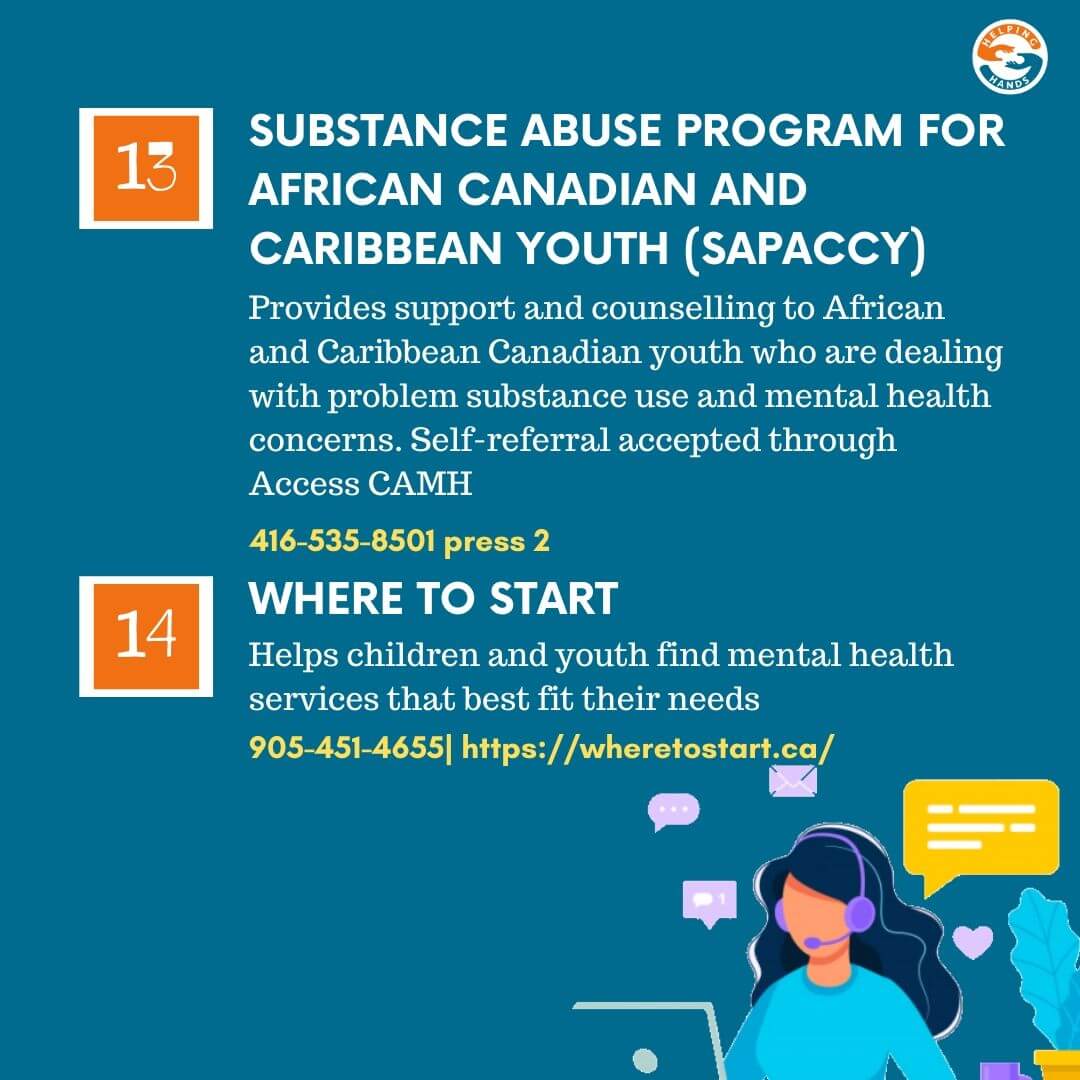 HELPING
HANDS
13
SUBSTANCE ABUSE PROGRAM FOR
AFRICAN CANADIAN AND
CARIBBEAN YOUTH (SAPACCY)
Provides support and counselling to African
and Caribbean Canadian youth who are dealing
with problem substance use and mental health
concerns. Self-referral accepted through
Access CAMH
416-535-8501 press 2
14
WHERE TO START
Helps children and youth find mental health
services that best fit their needs
905-451-4655| https://wheretostart.ca/
1